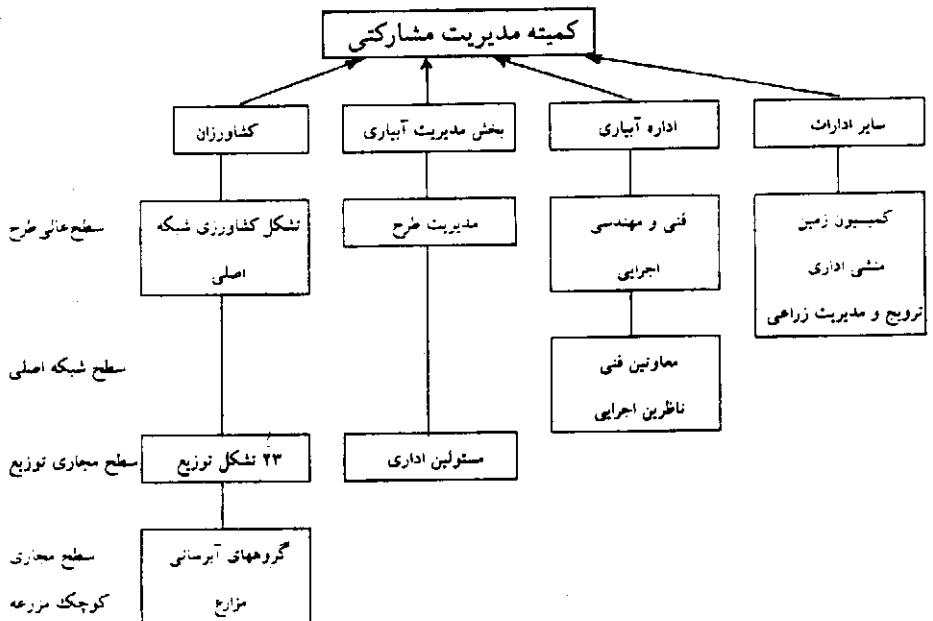 کمیته مدیریت مشارکتی
سایر ادارات
اداره آبیاری
بخش مدیریت آبیاری
کشاورزان
کمیسیون زمین
منشی اداری
ترویج و مدیریت زراعی
فنی و مهندسی
اجرایی
مدیریت طرح
تشکل کشاورزی شبکه
اصلی
سطح عالی طرح
معاونین فنی
ناظرین اجرایی
سطح شبکه اصلی
مسئولین اداری
۲۳ تشکل توزیع
سطح مجاری توزیع
گروههای آبرسانی
مزارع
سطح مجاری
کوچک مزرعه